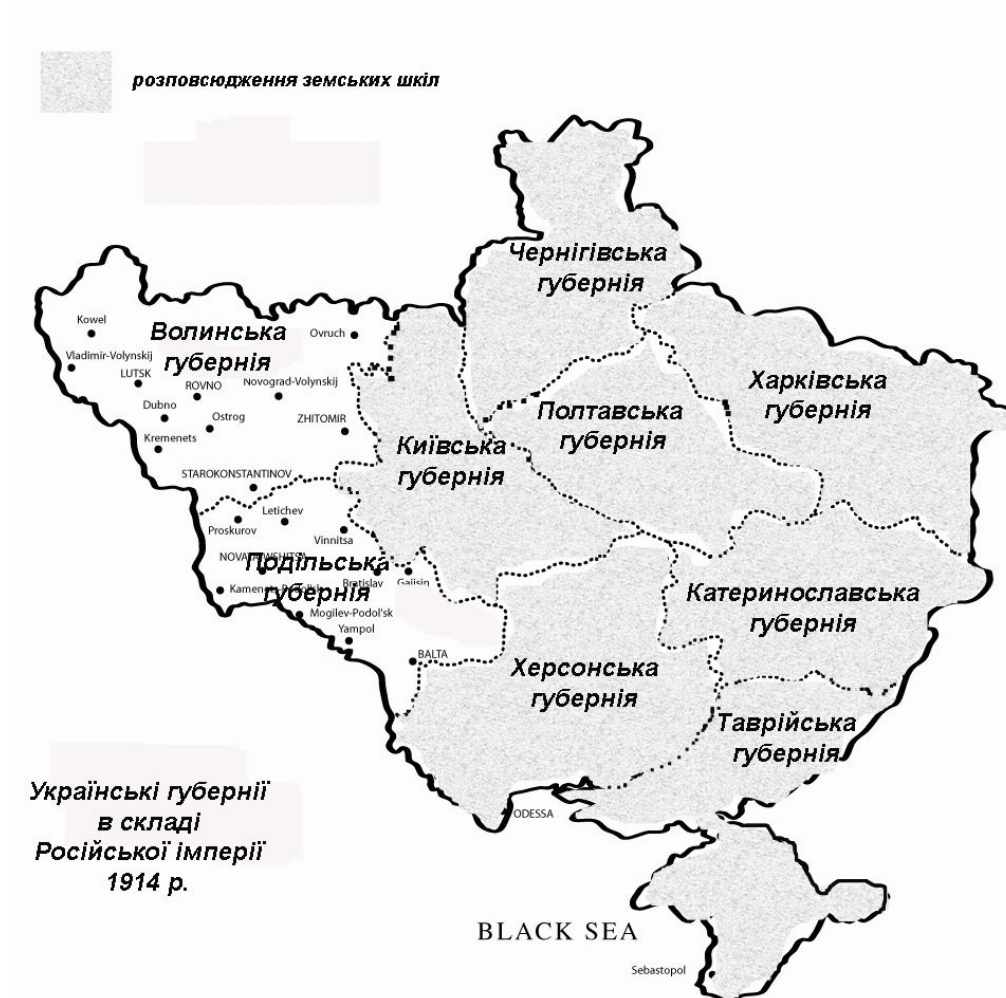 розповсюдження земських шкіл
Чернігівська
губернія
Kowel
Волинська
губернія
Ovruch
Vladimir-Volynskij
LUTSK
ROVNO
Novograd-Volynskij
Харківська
губернія
Dubno
Ostrog
ZHITOMIR
Полтавська
губернія
Kremenets
Київська
губернія
STAROKONSTANTINOV
Letichev
Proskurov
Vinnitsa
Подільська
губернія
Bratislav
Gaijsin
Катеринославська
губернія
Mogilev-Podol'sk
Yampol
BALTA
Херсонська
губернія
Таврійська
губернія
Українські губернії
в складі
Російської імперії
1914 р.
ODESSA
BLACK SEA
Sebastopol